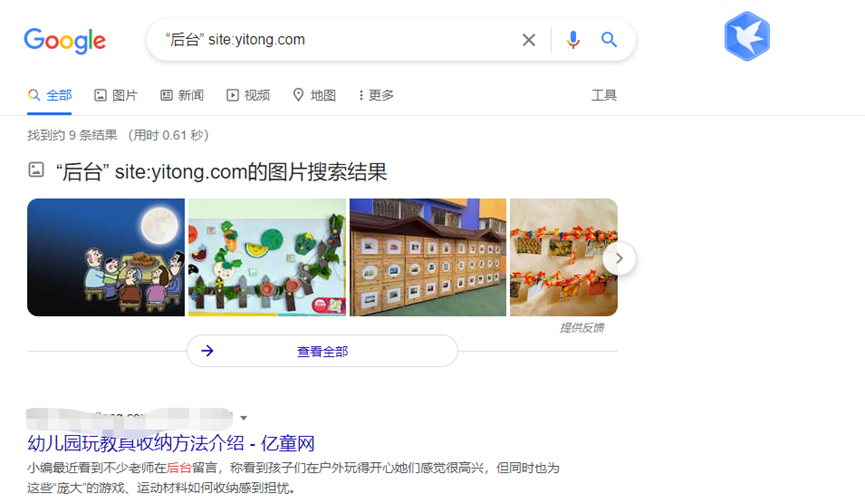 Google
“后台” site:yitong.com
全部
图片
新闻
视频
地图
更多
工具
找到约 9 条结果 （用时 0.61 秒）
“后台” site:yitong.com的图片搜索结果
提供反馈
查看全部
幼儿园玩教具收纳方法介绍 - 亿童网
小编最近看到不少老师在后台留言，称看到孩子们在户外玩得开心她们感觉很高兴，但同时也为
这些“庞大”的游戏、运动材料如何收纳感到担忧。